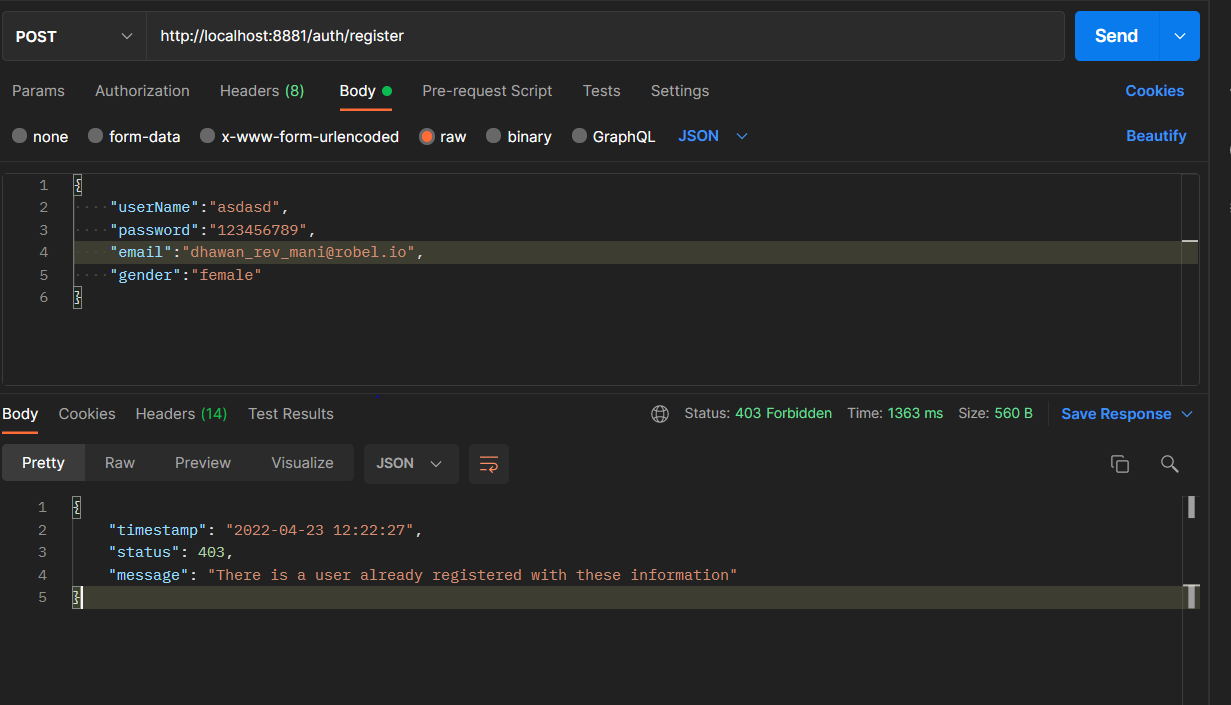 POST http://localhost:8881/auth/register Send
Params Authorization Headers (8) Body Pre-request Script Tests Settings Cookies
none form-data x-www-form-urlencoded raw binary GraphQL JSON Beautify
1 {
2 "userName":"asdasd",
3 "password":"123456789",
4 "email":"dhawan_rev_mani@robel.io",
5 "gender":"female"
6 }
Body Cookies Headers (14) Test Results Status: 403 Forbidden Time: 1363 ms Size: 560 B Save Response
Pretty Raw Preview Visualize JSON
1 {
2 "timestamp": "2022-04-23 12:22:27",
3 "status": 403,
4 "message": "There is a user already registered with these information"
5 }